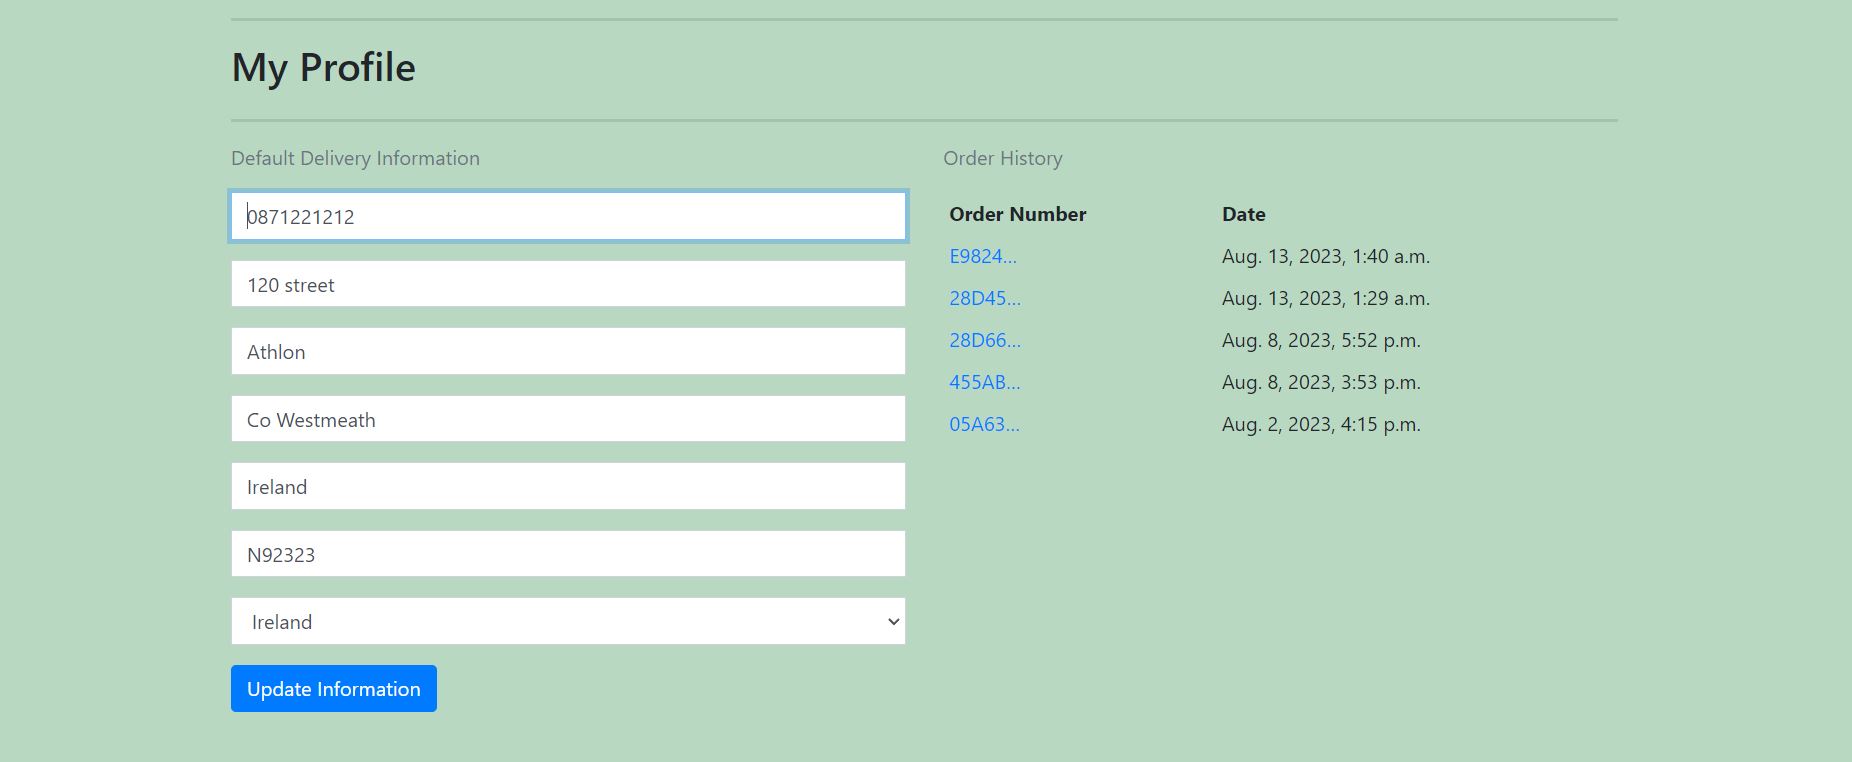 My Profile
Default Delivery Information
0871221212
120 street
Athlon
Co Westmeath
Ireland
N92323
Ireland
Update Information
Order History
Order Number Date
E9824... Aug. 13, 2023, 1:40 a.m.
28D45... Aug. 13, 2023, 1:29 a.m.
28D66... Aug. 8, 2023, 5:52 p.m.
455AB... Aug. 8, 2023, 3:53 p.m.
05A63... Aug. 2, 2023, 4:15 p.m.